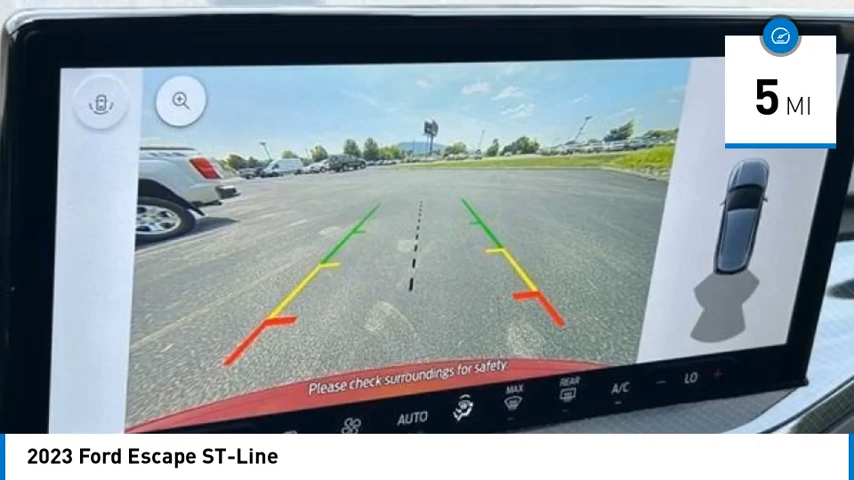 5 MI
Please check surroundings for safety.
AUTO
MAX
REAR
A/C
LO
2023 Ford Escape ST-Line